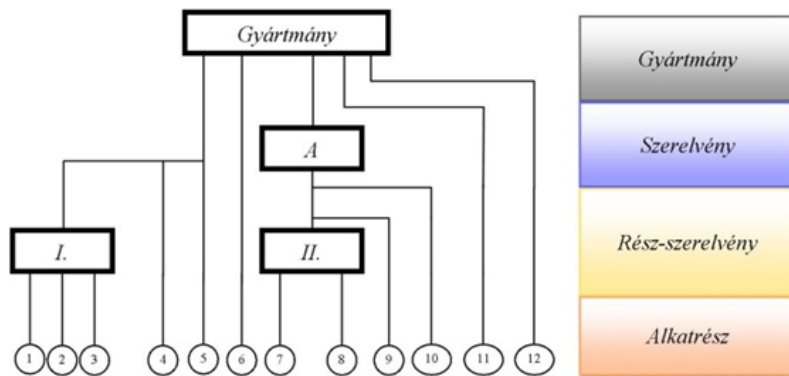 Gyártmány
A
I.
II.
1 2 3 4 5 6 7 8 9 10 11 12
Gyártmány
Szerelvény
Rész-szerelvény
Alkatrész